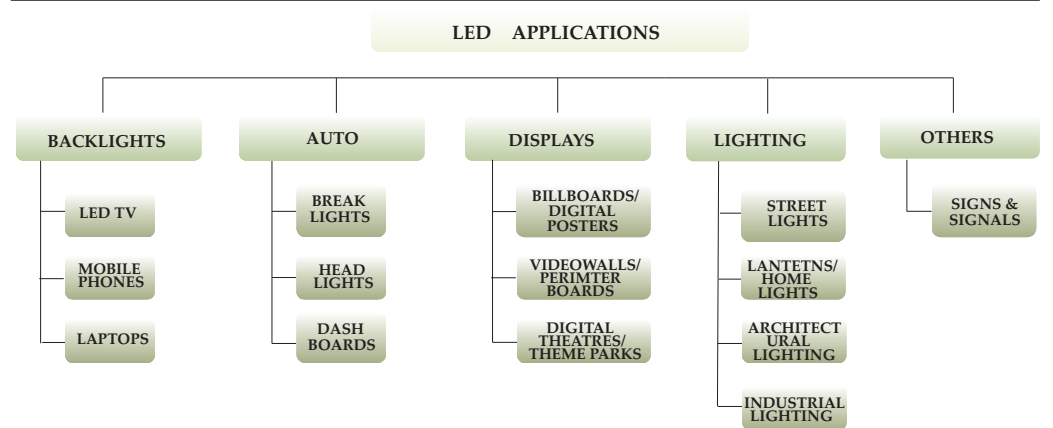 LED APPLICATIONS
BACKLIGHTS
LED TV
MOBILE
PHONES
LAPTOPS
AUTO
BREAK
LIGHTS
HEAD
LIGHTS
DASH
BOARDS
DISPLAYS
BILLBOARDS/
DIGITAL
POSTERS
VIDEOWALLS/
PERIMTER
BOARDS
DIGITAL
THEATRES/
THEME PARKS
LIGHTING
STREET
LIGHTS
LANTETNS/
HOME
LIGHTS
ARCHITECT
URAL
LIGHTING
INDUSTRIAL
LIGHTING
OTHERS
SIGNS &
SIGNALS